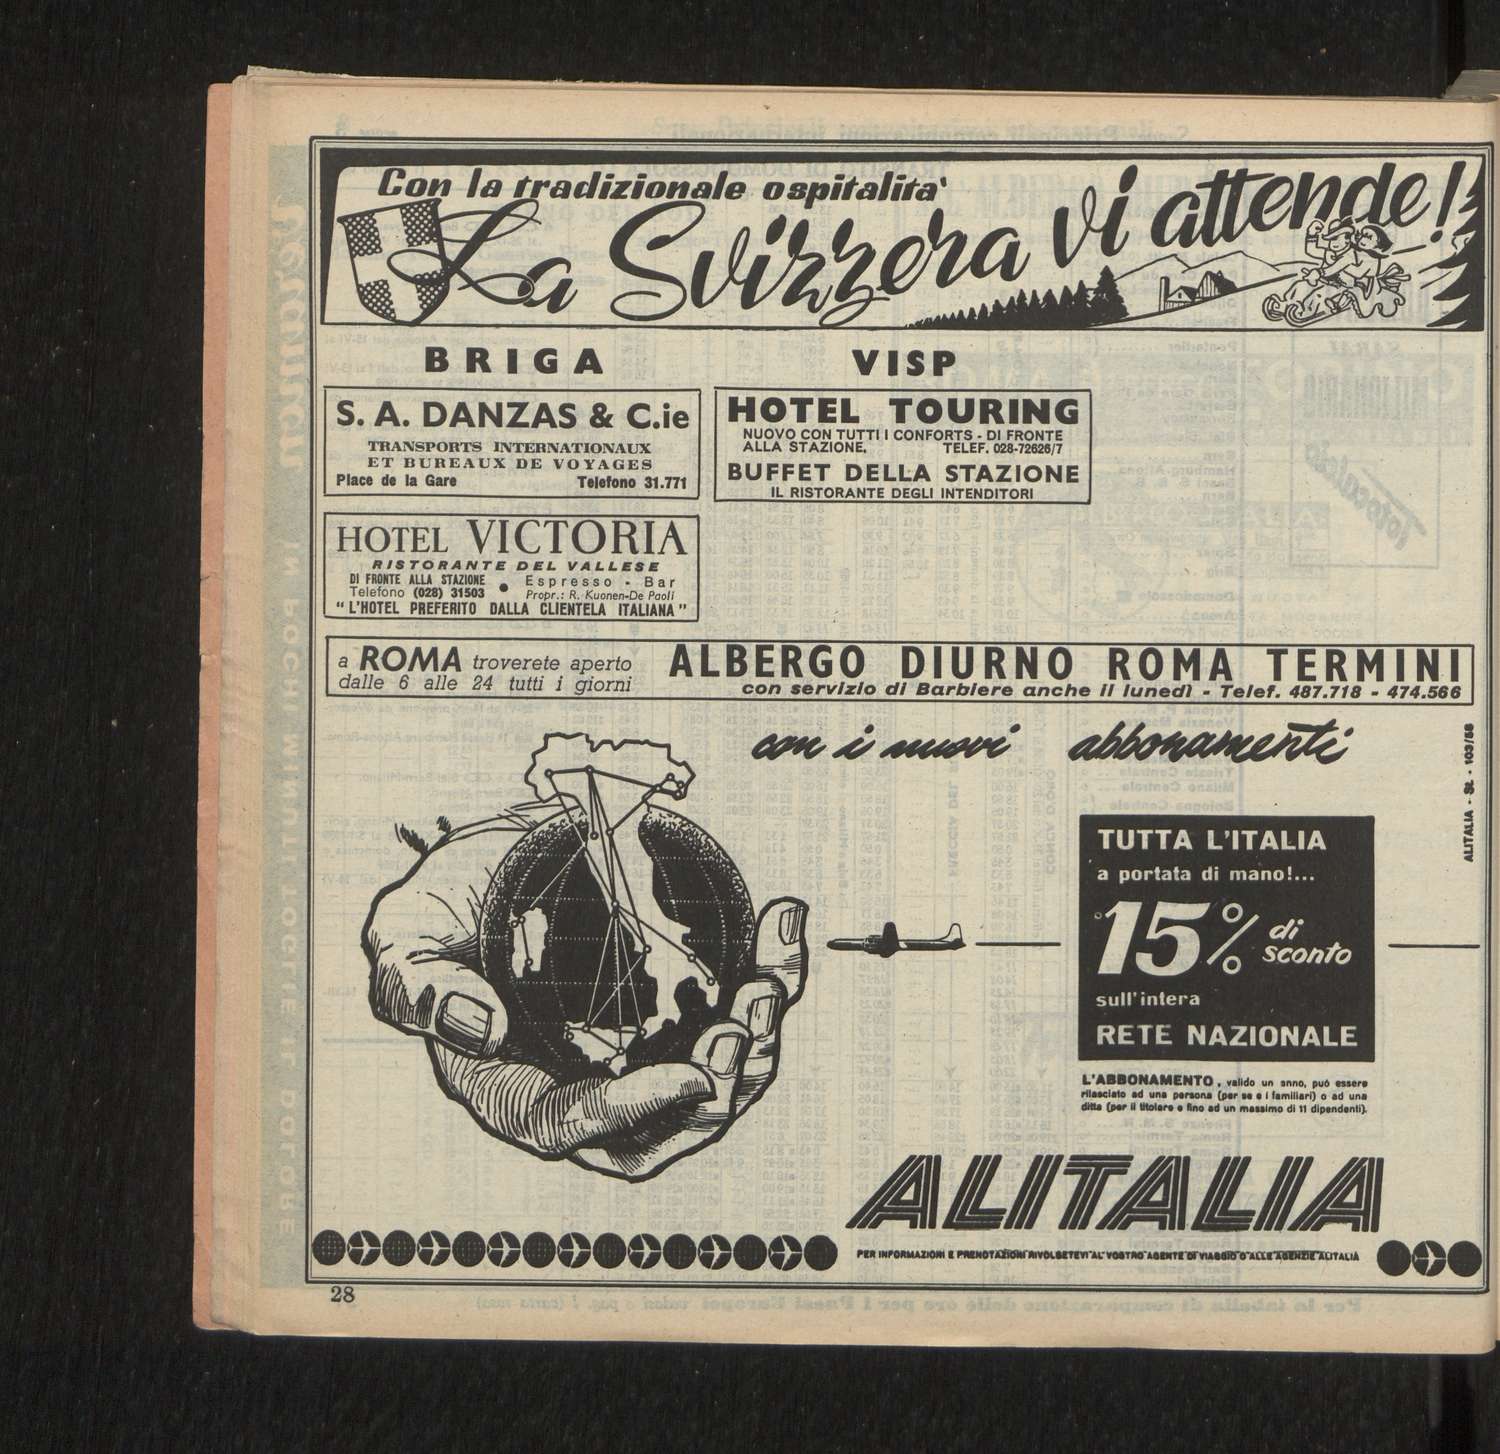 Con la tradizionale ospitalita'
La Svizzera vi attende!
BRIGA
S. A. DANZAS & C.ie
TRANSPORTS INTERNATIONAUX
ET BUREAUX DE VOYAGES
Place de la Gare Telefono 31.771
HOTEL VICTORIA
RISTORANTE DEL VALLESE
DI FRONTE ALLA STAZIONE
Telefono (028) 31503
● Espresso - Bar
Propr.: R. Kuonen-De Paoli
"L'HOTEL PREFERITO DALLA CLIENTELA ITALIANA"
VISP
HOTEL TOURING
NUOVO CON TUTTI I CONFORTS - DI FRONTE
ALLA STAZIONE. TELEF. 028-72626/7
BUFFET DELLA STAZIONE
IL RISTORANTE DEGLI INTENDITORI
a ROMA troverete aperto
dalle 6 alle 24 tutti i giorni
ALBERGO DIURNO ROMA TERMINI
con servizio di Barbiere anche il lunedì - Telef. 487.718 - 474.566
con i nuovi abbonamenti
ALITALIA - SL - 103/58
TUTTA L'ITALIA
a portata di mano!...
15% di
sconto
sull'intera
RETE NAZIONALE
L'ABBONAMENTO, valido un anno, può essere
rilasciato ad una persona (per se e i familiari) o ad una
ditta (per il titolare e fino ad un massimo di 11 dipendenti).
ALITALIA
PER INFORMAZIONI E PRENOTAZIONI RIVOLGETEVI AL VOSTRO AGENTE DI VIAGGIO O ALLE AGENZIE ALITALIA
28